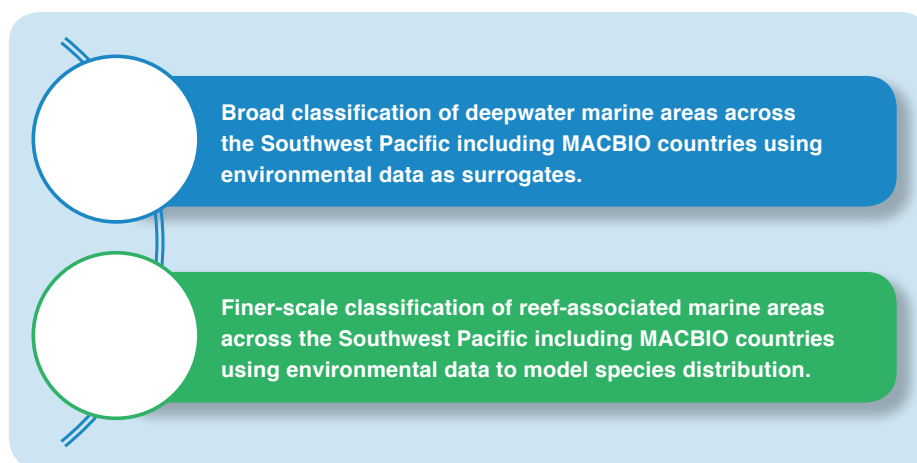 Broad classification of deepwater marine areas across
the Southwest Pacific including MACBIO countries using
environmental data as surrogates.
Finer-scale classification of reef-associated marine areas
across the Southwest Pacific including MACBIO countries
using environmental data to model species distribution.